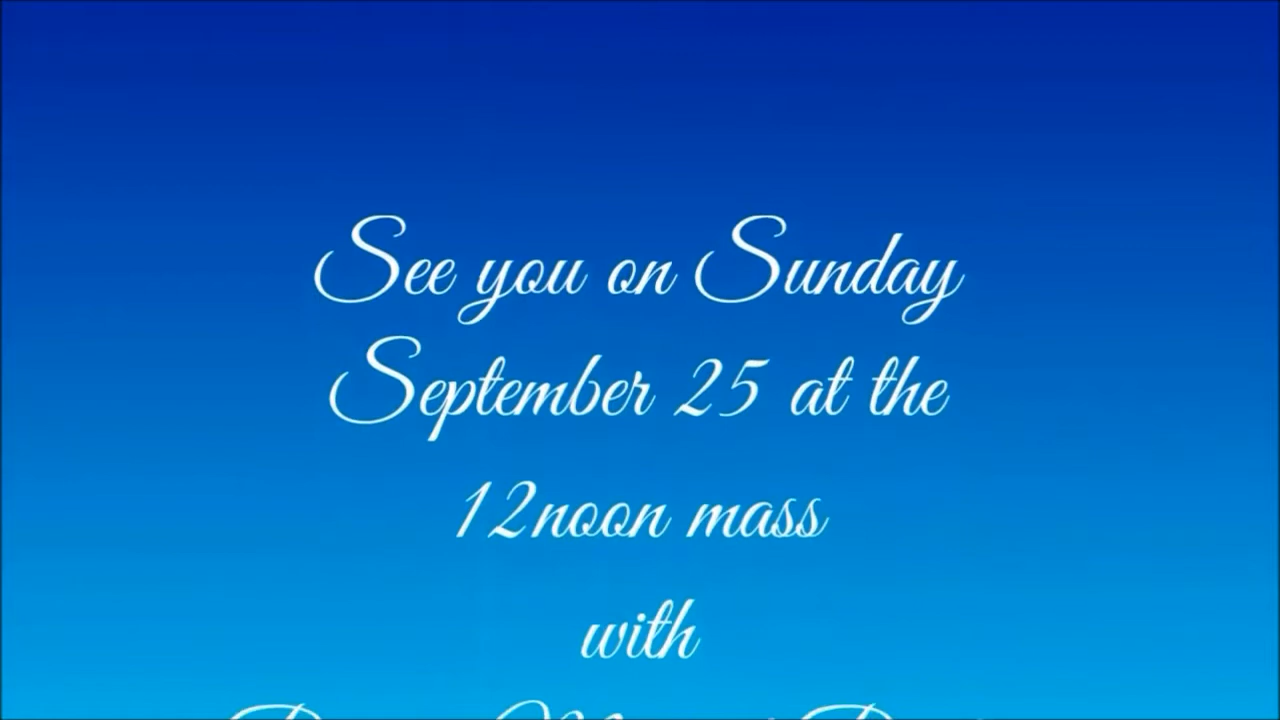 See you on Sunday
September 25 at the
12noon mass
with